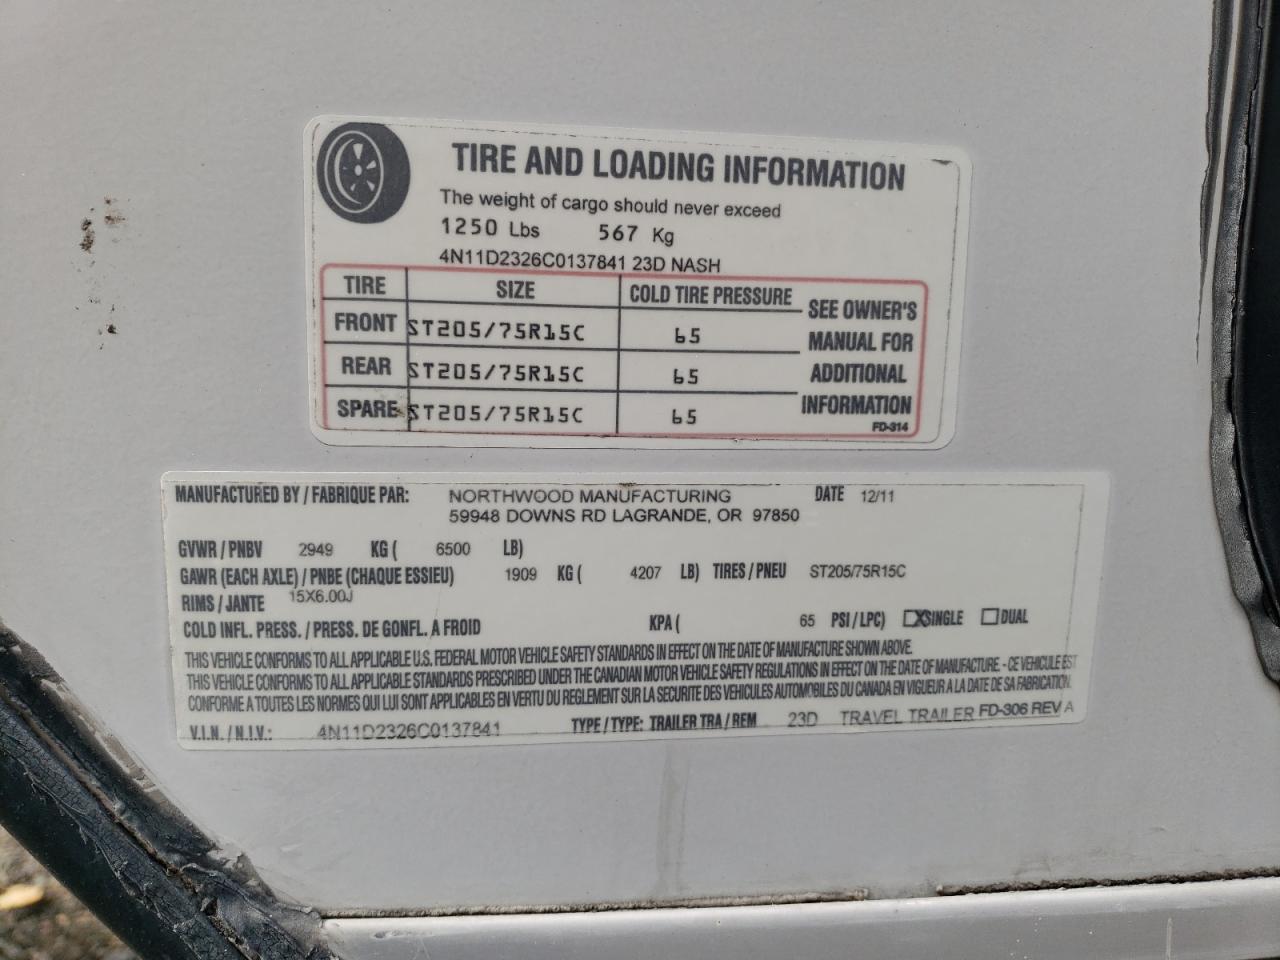 TIRE AND LOADING INFORMATION
The weight of cargo should never exceed
1250 Lbs 567 Kg
4N11D2326C0137841 23D NASH
TIRE SIZE COLD TIRE PRESSURE
FRONT ST205/75R15C 65
REAR ST205/75R15C 65
SPARE ST205/75R15C 65
SEE OWNER'S
MANUAL FOR
ADDITIONAL
INFORMATION
FD-314
MANUFACTURED BY / FABRIQUE PAR: NORTHWOOD MANUFACTURING DATE 12/11
59948 DOWNS RD LAGRANDE, OR 97850
GVWR / PNBV 2949 KG ( 6500 LB)
GAWR (EACH AXLE) / PNBE (CHAQUE ESSIEU) 1909 KG ( 4207 LB) TIRES / PNEU ST205/75R15C
RIMS / JANTE 15X6.00J
COLD INFL. PRESS. / PRESS. DE GONFL. A FROID KPA ( 65 PSI / LPC) SINGLE DUAL
THIS VEHICLE CONFORMS TO ALL APPLICABLE U.S. FEDERAL MOTOR VEHICLE SAFETY STANDARDS IN EFFECT ON THE DATE OF MANUFACTURE SHOWN ABOVE.
THIS VEHICLE CONFORMS TO ALL APPLICABLE STANDARDS PRESCRIBED UNDER THE CANADIAN MOTOR VEHICLE SAFETY REGULATIONS IN EFFECT ON THE DATE OF MANUFACTURE. - CE VEHICULE EST
CONFORME A TOUTES LES NORMES QUI LUI SONT APPLICABLES EN VERTU DU REGLEMENT SUR LA SECURITE DES VEHICULES AUTOMOBILES DU CANADA EN VIGUEUR A LA DATE DE SA FABRICATION.
V.I.N. / N.I.V.: 4N11D2326C0137841 TYPE / TYPE: TRAILER TRA / REM 23D TRAVEL TRAILER FD-306 REV A